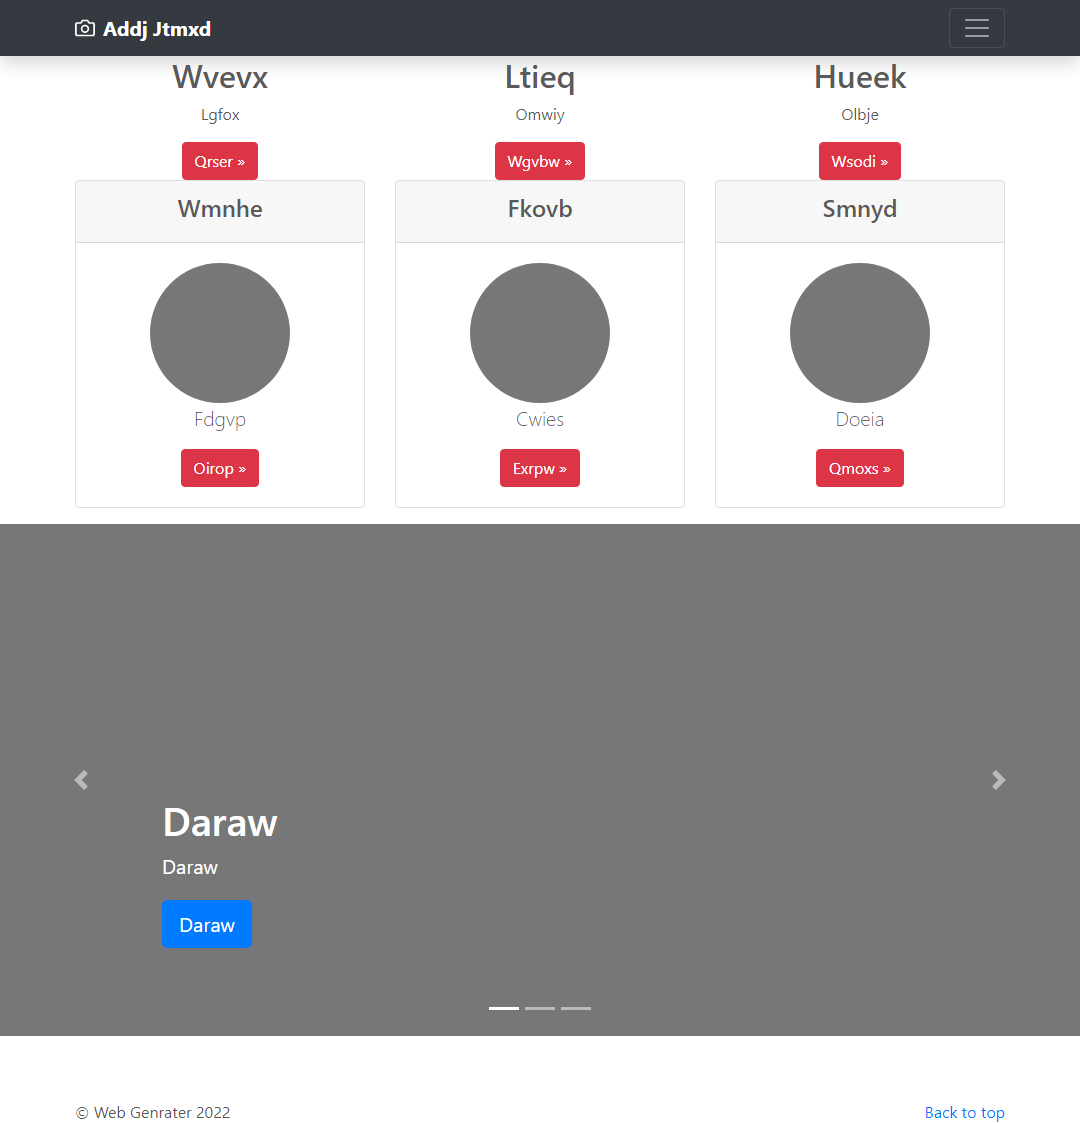 Addj Jtmxd
Wvevx
Lgfox
Qrser »
Ltieq
Omwiy
Wgvbw »
Hueek
Olbje
Wsodi »
Wmnhe
Fdgvp
Oirop »
Fkovb
Cwies
Exrpw »
Smnyd
Doeia
Qmoxs »
Daraw
Daraw
Daraw
© Web Genrater 2022
Back to top